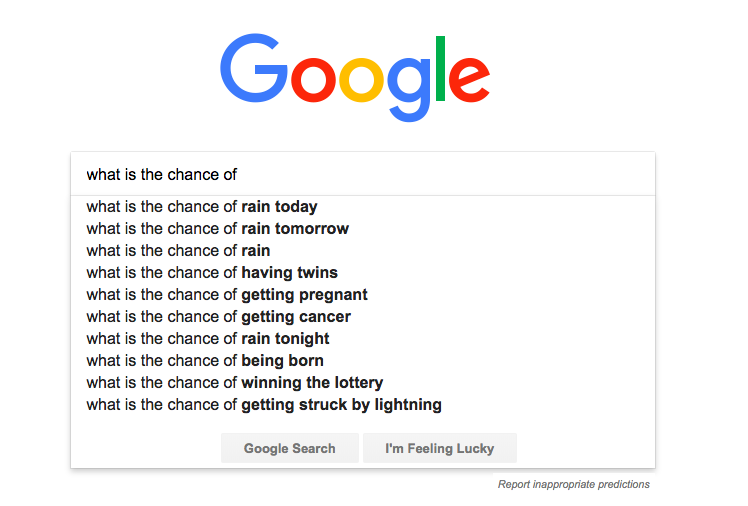 Google
what is the chance of
what is the chance of rain today
what is the chance of rain tomorrow
what is the chance of rain
what is the chance of having twins
what is the chance of getting pregnant
what is the chance of getting cancer
what is the chance of rain tonight
what is the chance of being born
what is the chance of winning the lottery
what is the chance of getting struck by lightning
Google Search I'm Feeling Lucky
Report inappropriate predictions